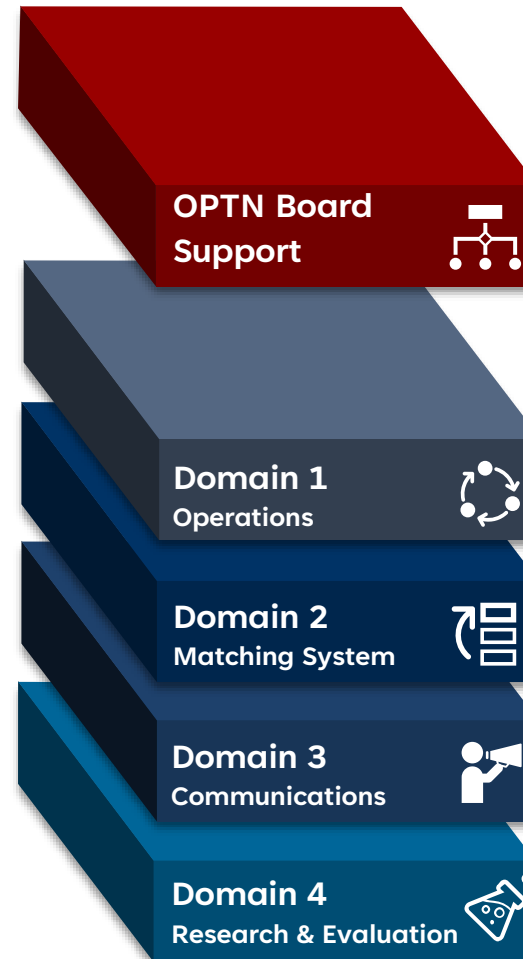 OPTN Board
Support
Domain 1
Operations
Domain 2
Matching System
Domain 3
Communications
Domain 4
Research & Evaluation